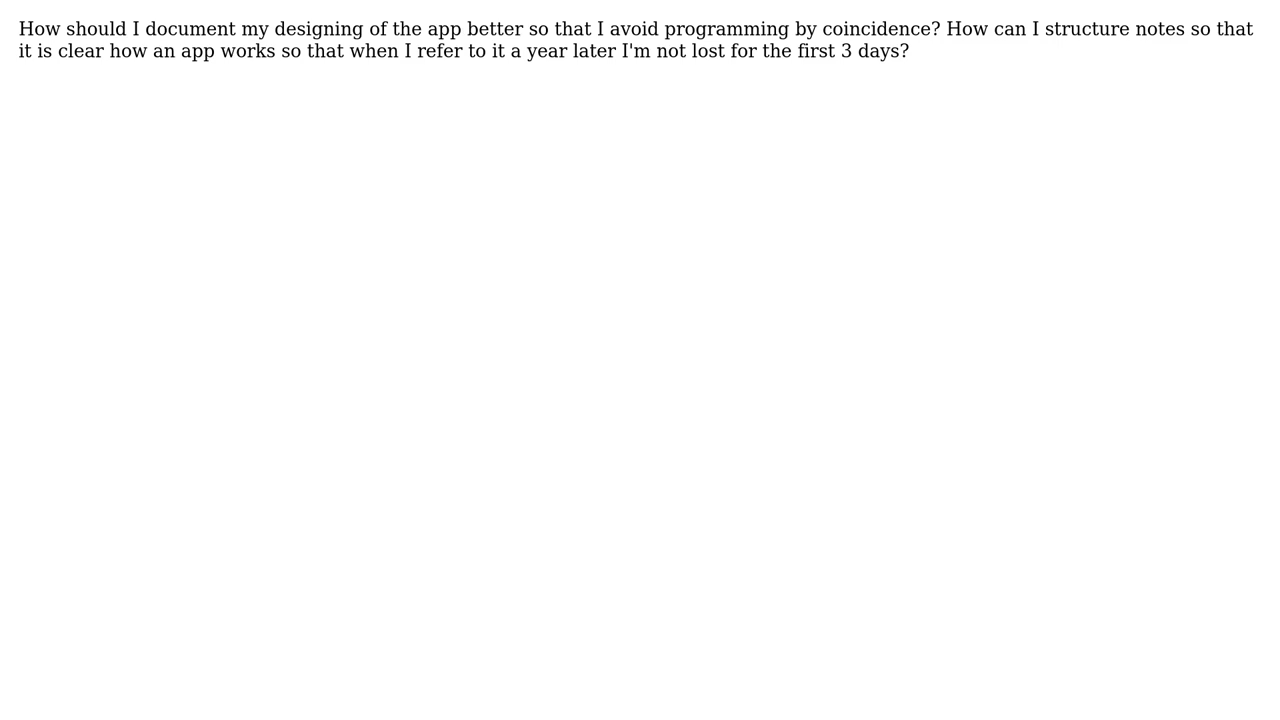 How should I document my designing of the app better so that I avoid programming by coincidence? How can I structure notes so that
it is clear how an app works so that when I refer to it a year later I'm not lost for the first 3 days?